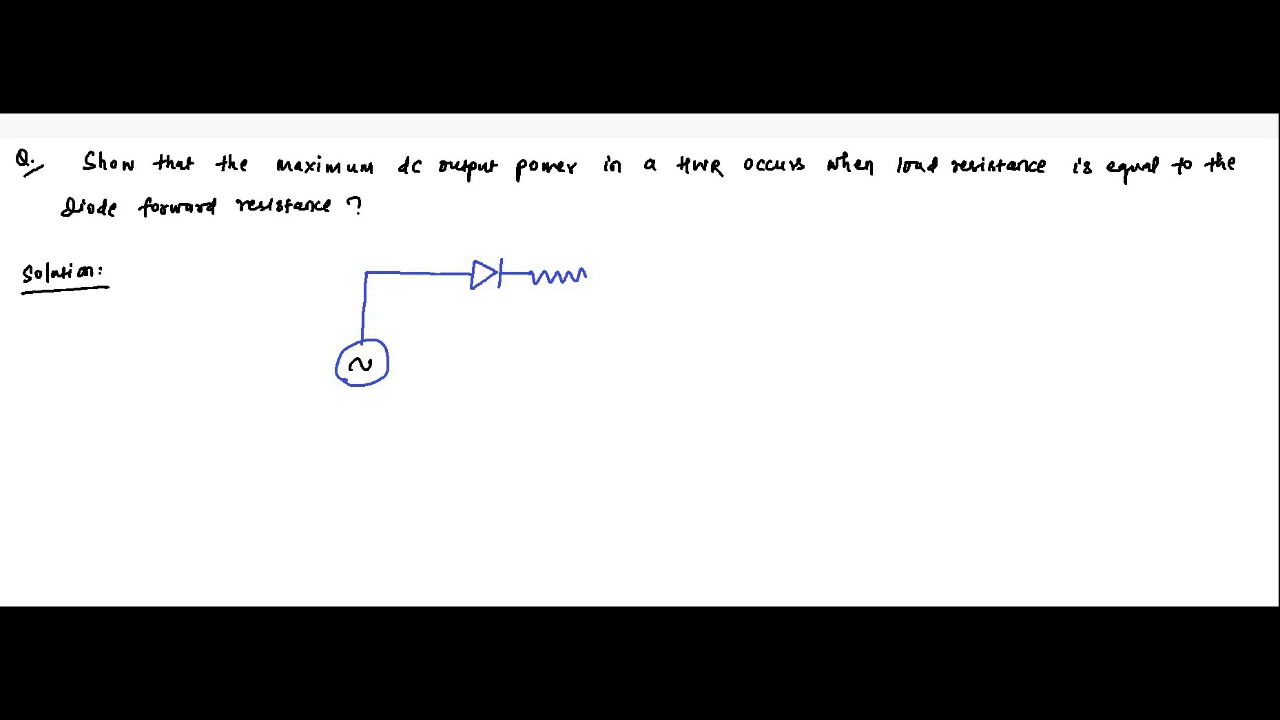 Q. Show that the maximum dc output power in a HWR occurs when load resistance is equal to the
diode forward resistance ?
Solution:
~